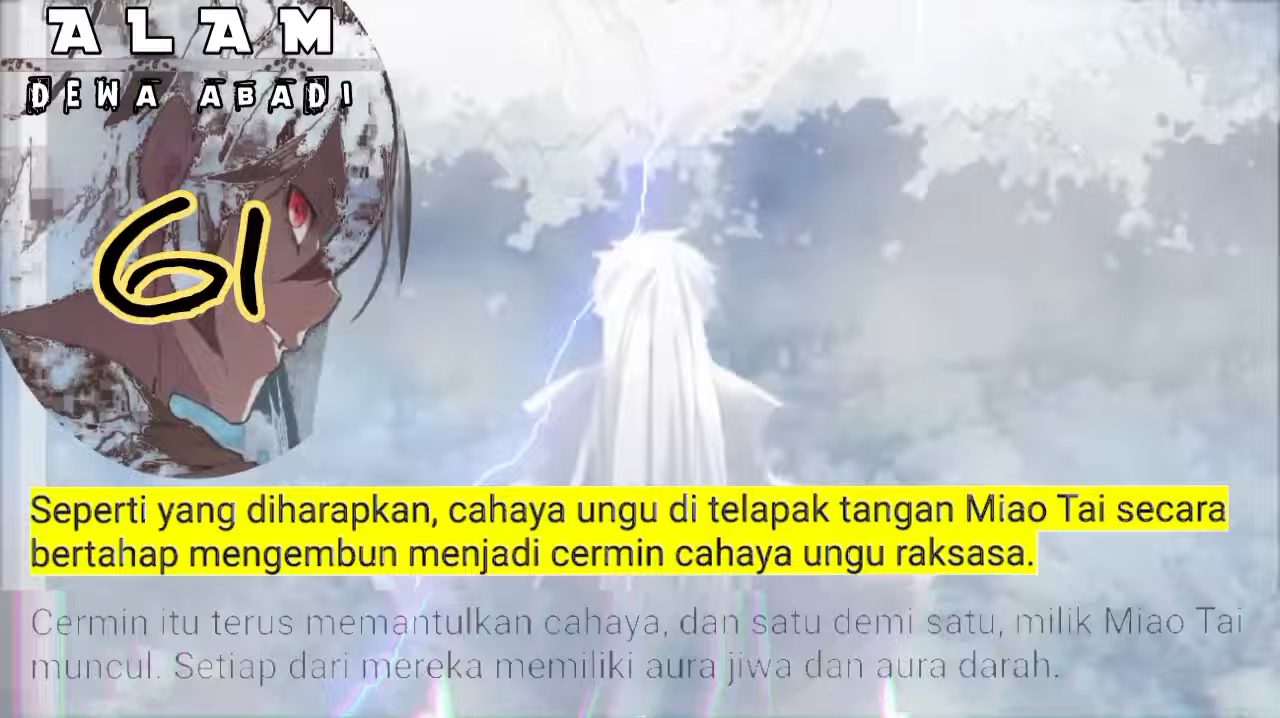 ALAM
DEWA ABADI
61
Seperti yang diharapkan, cahaya ungu di telapak tangan Miao Tai secara
bertahap mengembun menjadi cermin cahaya ungu raksasa.
Cermin itu terus memantulkan cahaya, dan satu demi satu, milik Miao Tai
muncul. Setiap dari mereka memiliki aura jiwa dan aura darah.